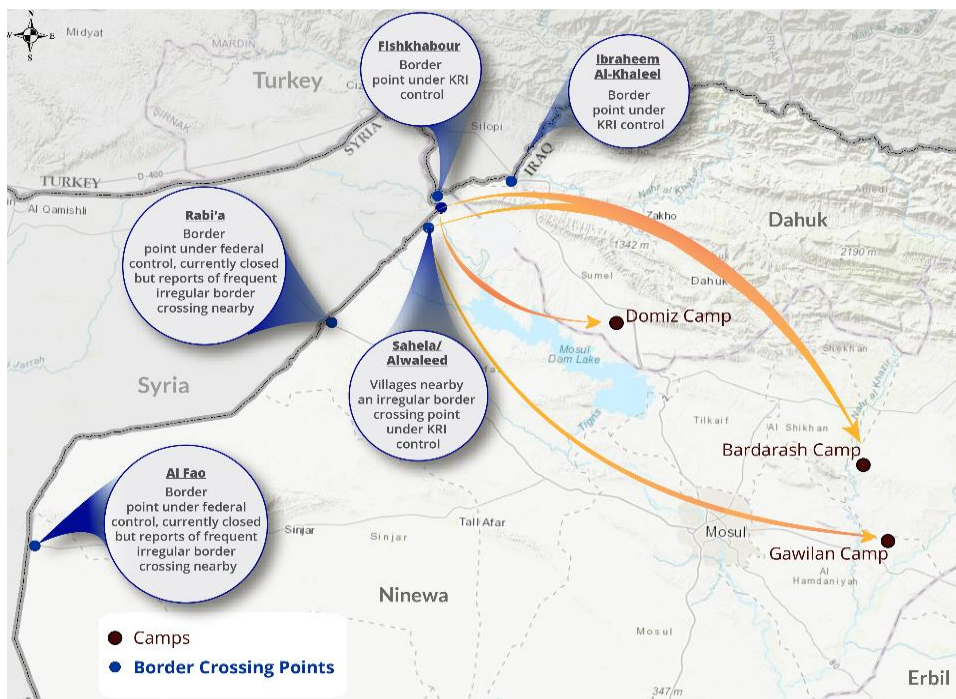 N
W
E
S
Midyat
MARDIN
SIRNAK
Turkey
Fishkhabour
Border
point under KRI
control
Ibraheem
Al-Khaleel
Border
point under
KRI control
Silopi
SYRIA
IRAQ
TURKEY
D-400
Al Qamishli
Zakho
Dahuk
1342 m
2190 m
Sumel
Dahuk
Rabi'a
Border
point under federal
control, currently closed
but reports of frequent
irregular border
crossing nearby
Domiz Camp
Shekhan
Mosul
Dam Lake
Sahela/
Alwaleed
Villages nearby
an irregular border
crossing point
under KRI
control
Syria
Tigris
Tilkaif
Al Shikhan
Nahr al Khazir
Bardarash Camp
Al Fao
Border
point under federal
control, currently closed
but reports of frequent
irregular border
crossing nearby
Sinjar
Sinjar
Tall Afar
Mosul
Gawilan Camp
Al
Hamdaniyah
Ninewa
Camps
Border Crossing Points
Mosul
80
347 m
Erbil